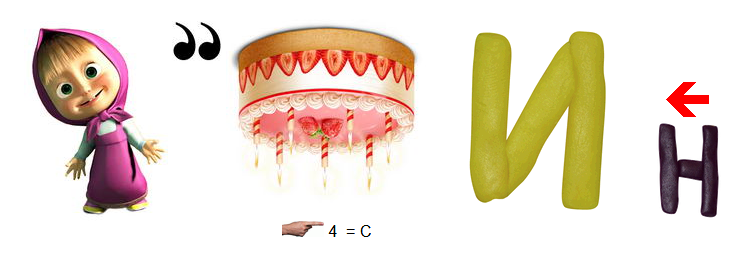 ,, И н
4 = С